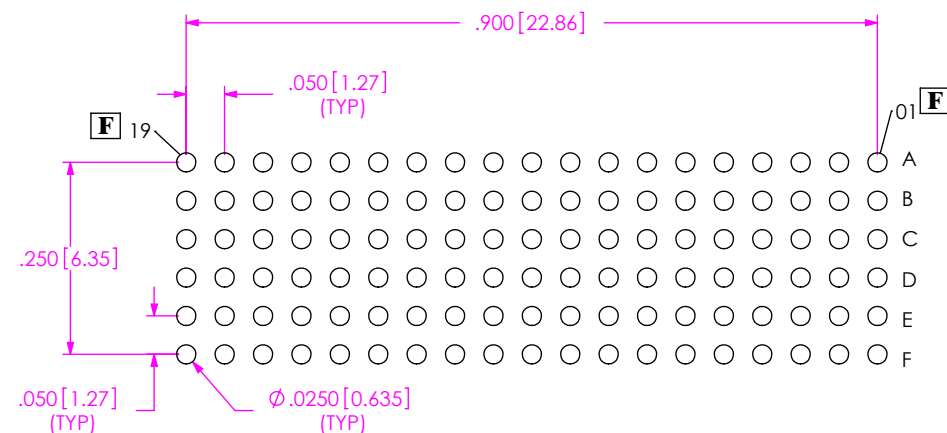 .900 [22.86]
.050 [1.27]
(TYP)
F 19
01 F
A
B
C
.250 [6.35]
D
E
F
.050 [1.27]
(TYP)
Ø .0250 [0.635]
(TYP)